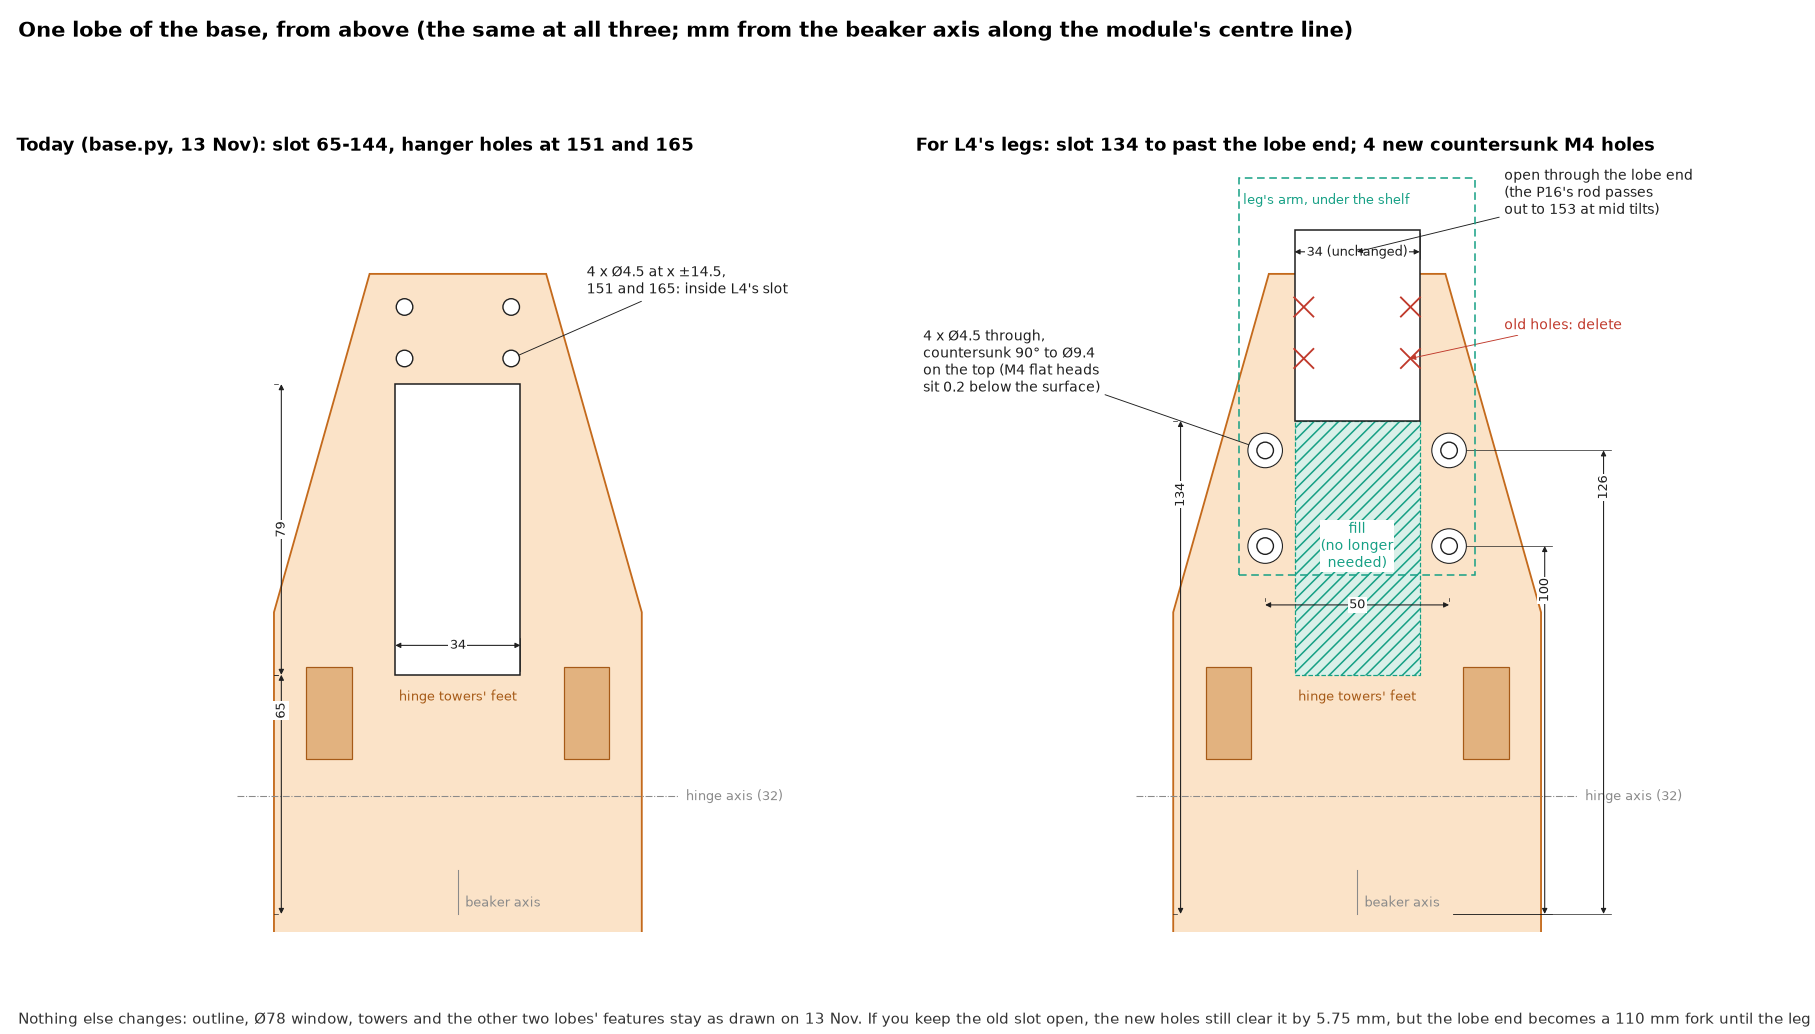 One lobe of the base, from above (the same at all three; mm from the beaker axis along the module's centre line)
Today (base.py, 13 Nov): slot 65-144, hanger holes at 151 and 165
4 x Ø4.5 at x ±14.5,
151 and 165: inside L4's slot
79
34
65
hinge towers' feet
hinge axis (32)
beaker axis
For L4's legs: slot 134 to past the lobe end; 4 new countersunk M4 holes
open through the lobe end
(the P16's rod passes
out to 153 at mid tilts)
leg's arm, under the shelf
34 (unchanged)
old holes: delete
4 x Ø4.5 through,
countersunk 90° to Ø9.4
on the top (M4 flat heads
sit 0.2 below the surface)
134
126
fill
(no longer
needed)
100
50
hinge towers' feet
hinge axis (32)
beaker axis
Nothing else changes: outline, Ø78 window, towers and the other two lobes' features stay as drawn on 13 Nov. If you keep the old slot open, the new holes still clear it by 5.75 mm, but the lobe end becomes a 110 mm fork until the leg